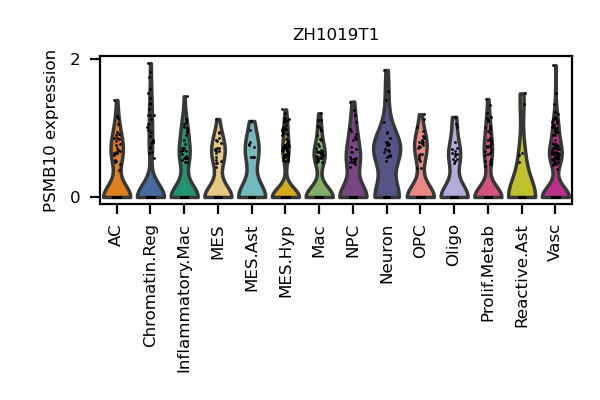 ZH1019T1
PSMB10 expression
2
0
AC
Chromatin.Reg
Inflammatory.Mac
MES
MES.Ast
MES.Hyp
Mac
NPC
Neuron
OPC
Oligo
Prolif.Metab
Reactive.Ast
Vasc